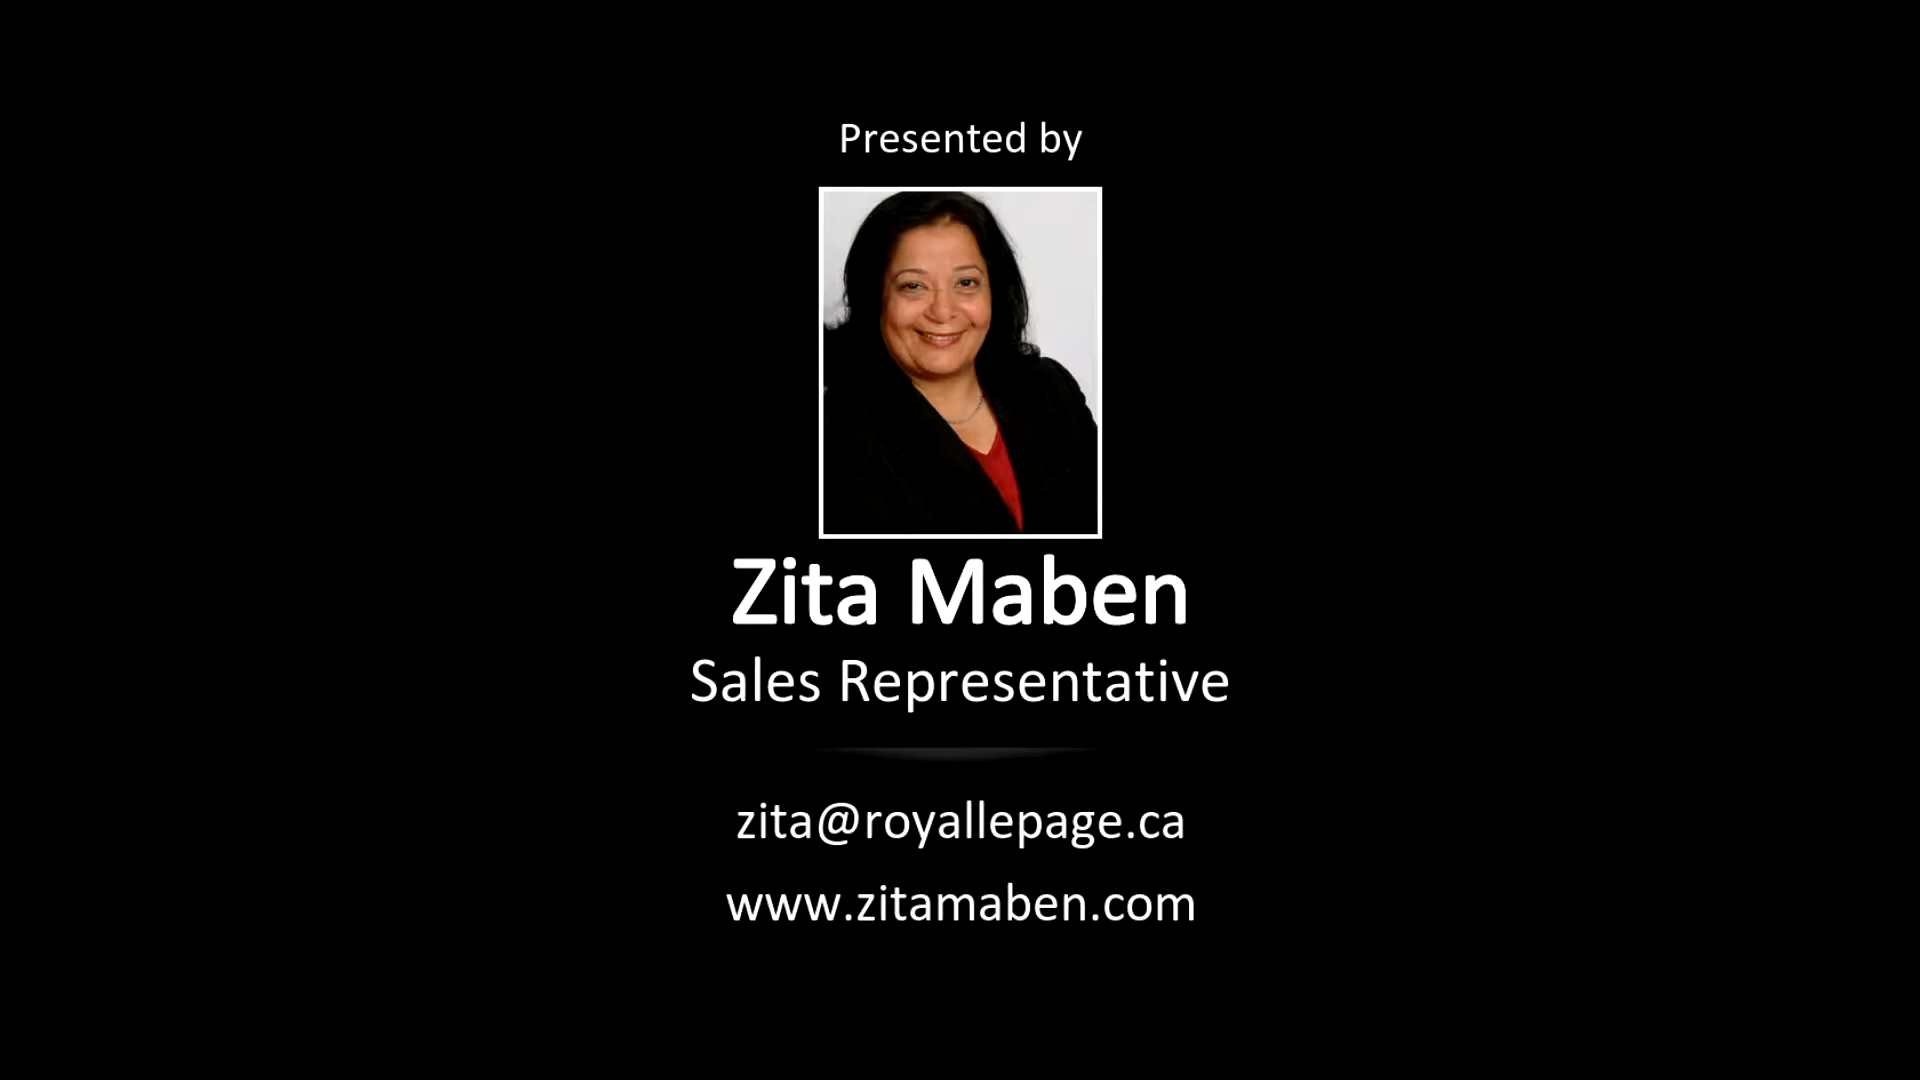 Presented by
Zita Maben
Sales Representative
zita@royallepage.ca
www.zitamaben.com